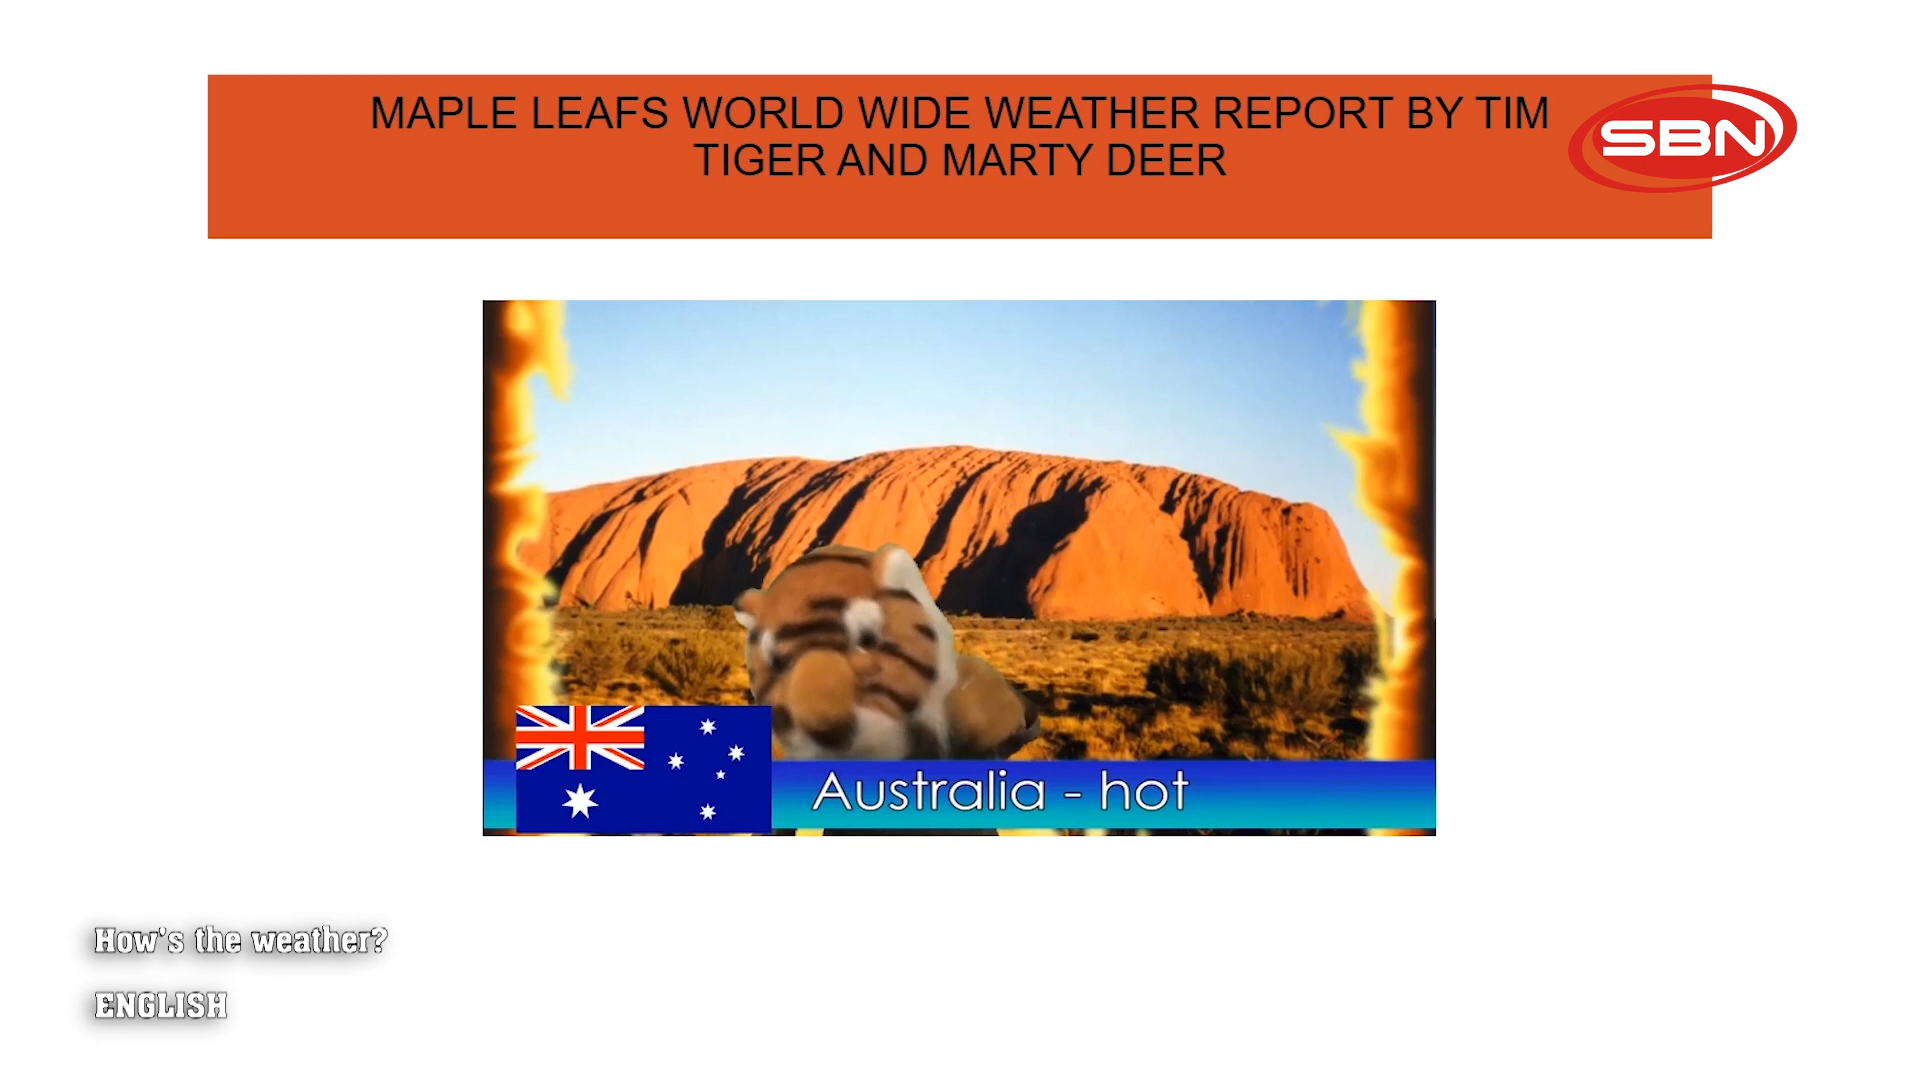 MAPLE LEAFS WORLD WIDE WEATHER REPORT BY TIM
TIGER AND MARTY DEER
SBN
Australia - hot
How's the weather?
ENGLISH